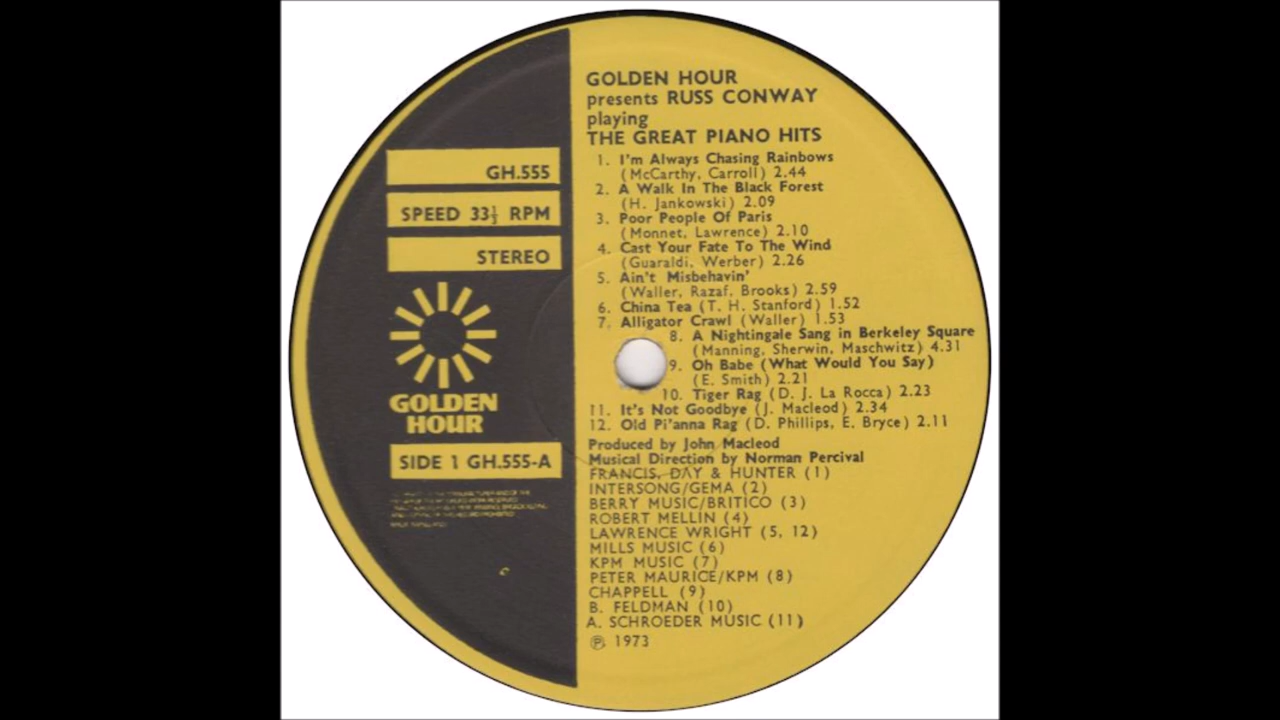 GOLDEN HOUR
presents RUSS CONWAY
playing
THE GREAT PIANO HITS
1. I'm Always Chasing Rainbows
(McCarthy, Carroll) 2.44
2. A Walk In The Black Forest
(H. Jankowski) 2.09
3. Poor People Of Paris
(Monnet, Lawrence) 2.10
4. Cast Your Fate To The Wind
(Guaraldi, Werber) 2.26
5. Ain't Misbehavin'
(Waller, Razaf, Brooks) 2.59
6. China Tea (T. H. Stanford) 1.52
7. Alligator Crawl (Waller) 1.53
8. A Nightingale Sang in Berkeley Square
(Manning, Sherwin, Maschwitz) 4.31
9. Oh Babe (What Would You Say)
(E. Smith) 2.21
10. Tiger Rag (D. J. La Rocca) 2.23
11. It's Not Goodbye (J. Macleod) 2.34
12. Old Pi'anna Rag (D. Phillips, E. Bryce) 2.11
Produced by John Macleod
Musical Direction by Norman Percival
FRANCIS, DAY & HUNTER (1)
INTERSONG/GEMA (2)
BERRY MUSIC/BRITICO (3)
ROBERT MELLIN (4)
LAWRENCE WRIGHT (5, 12)
MILLS MUSIC (6)
KPM MUSIC (7)
PETER MAURICE/KPM (8)
CHAPPELL (9)
B. FELDMAN (10)
A. SCHROEDER MUSIC (11)
℗ 1973
GH.555
SPEED 33⅓ RPM
STEREO
GOLDEN
HOUR
SIDE 1 GH.555-A